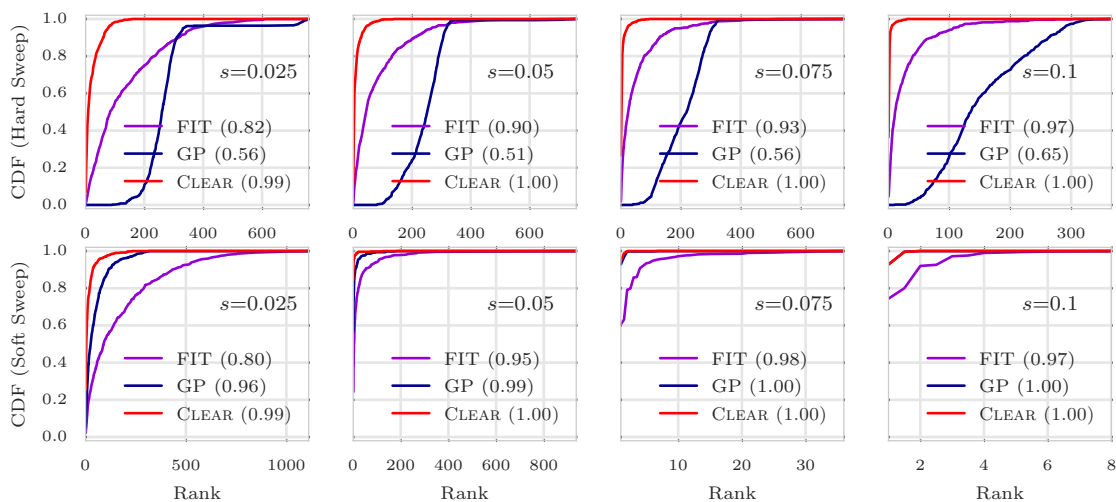 CDF (Hard Sweep)
1.0
0.8
0.6
0.4
0.2
0.0
s=0.025
FIT (0.82)
GP (0.56)
CLEAR (0.99)
0 200 400 600
s=0.05
FIT (0.90)
GP (0.51)
CLEAR (1.00)
0 200 400 600
s=0.075
FIT (0.93)
GP (0.56)
CLEAR (1.00)
0 200 400 600
s=0.1
FIT (0.97)
GP (0.65)
CLEAR (1.00)
0 100 200 300
CDF (Soft Sweep)
1.0
0.8
0.6
0.4
0.2
0.0
s=0.025
FIT (0.80)
GP (0.96)
CLEAR (0.99)
0 500 1000
Rank
s=0.05
FIT (0.95)
GP (0.99)
CLEAR (1.00)
0 200 400 600 800
Rank
s=0.075
FIT (0.98)
GP (1.00)
CLEAR (1.00)
10 20 30
Rank
s=0.1
FIT (0.97)
GP (1.00)
CLEAR (1.00)
2 4 6 8
Rank